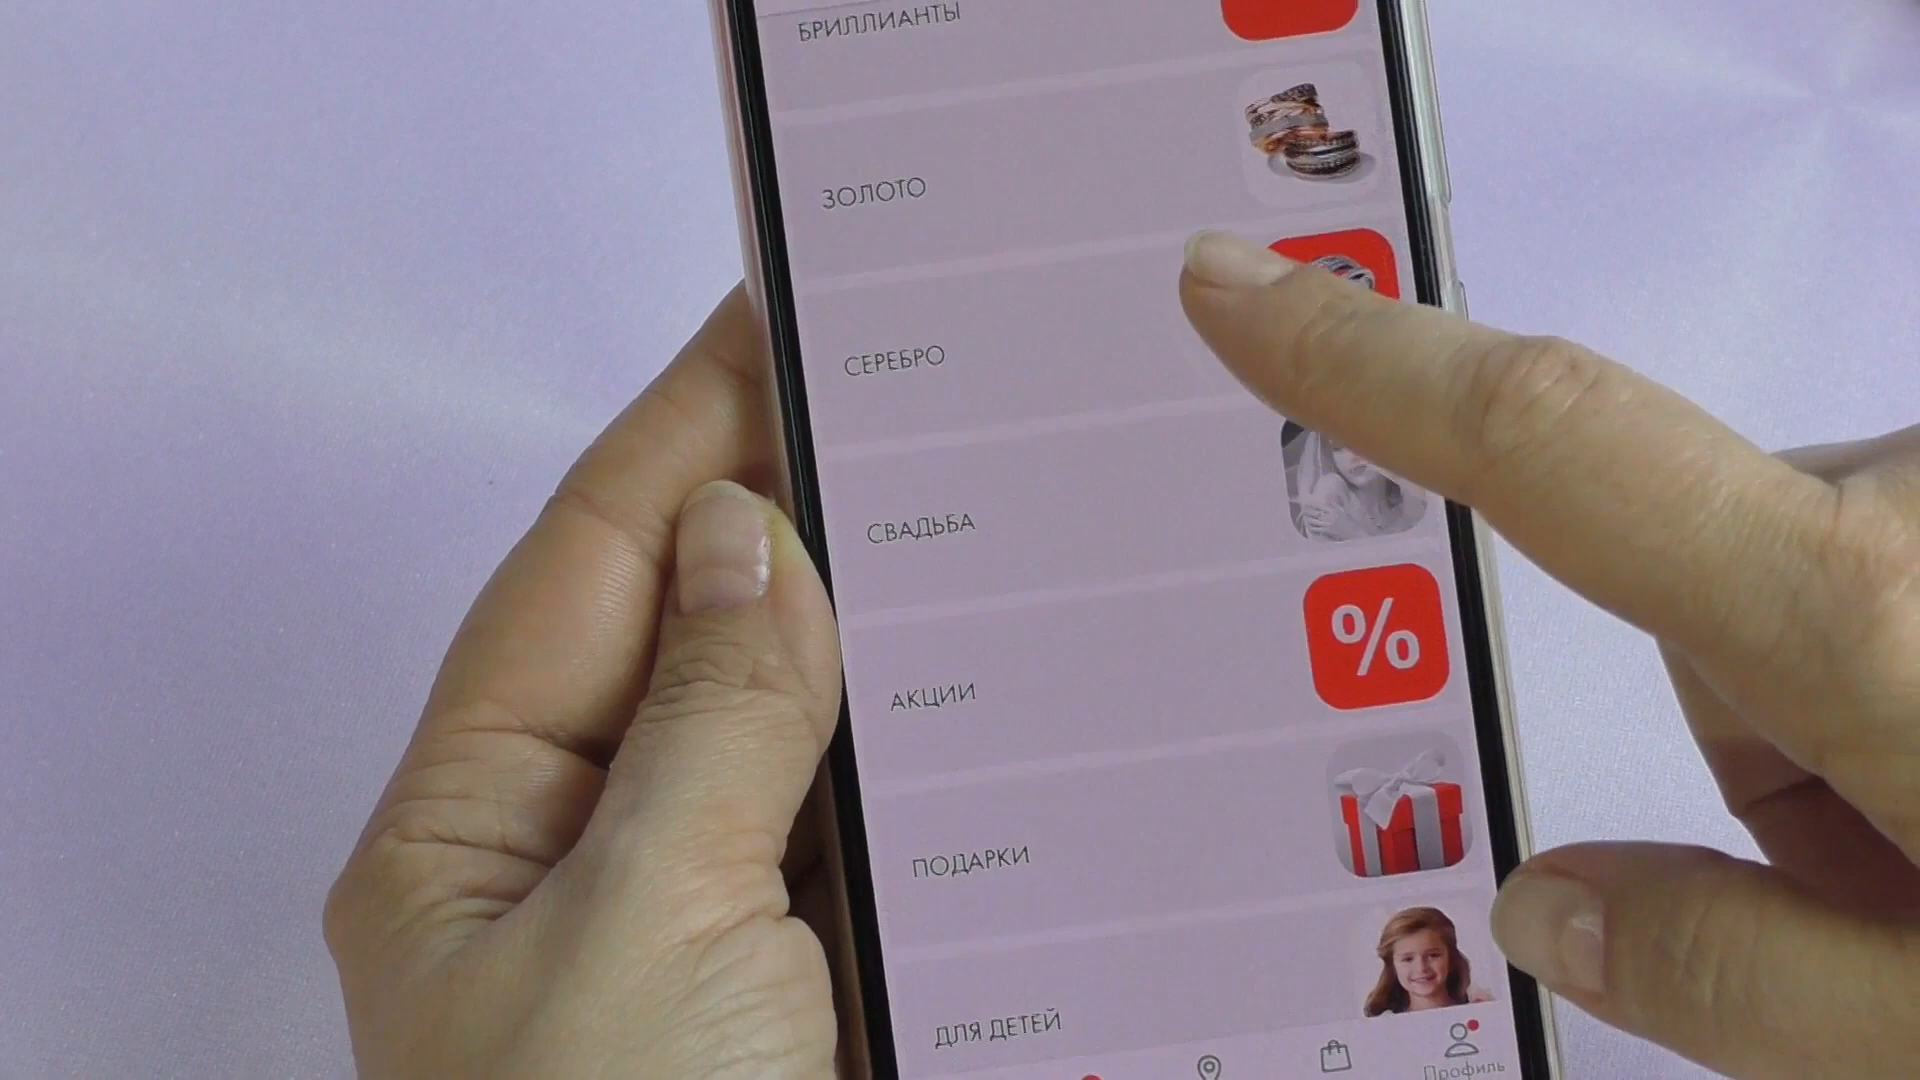 БРИЛЛИАНТЫ
ЗОЛОТО
СЕРЕБРО
СВАДЬБА
АКЦИИ
%
ПОДАРКИ
ДЛЯ ДЕТЕЙ
Профиль